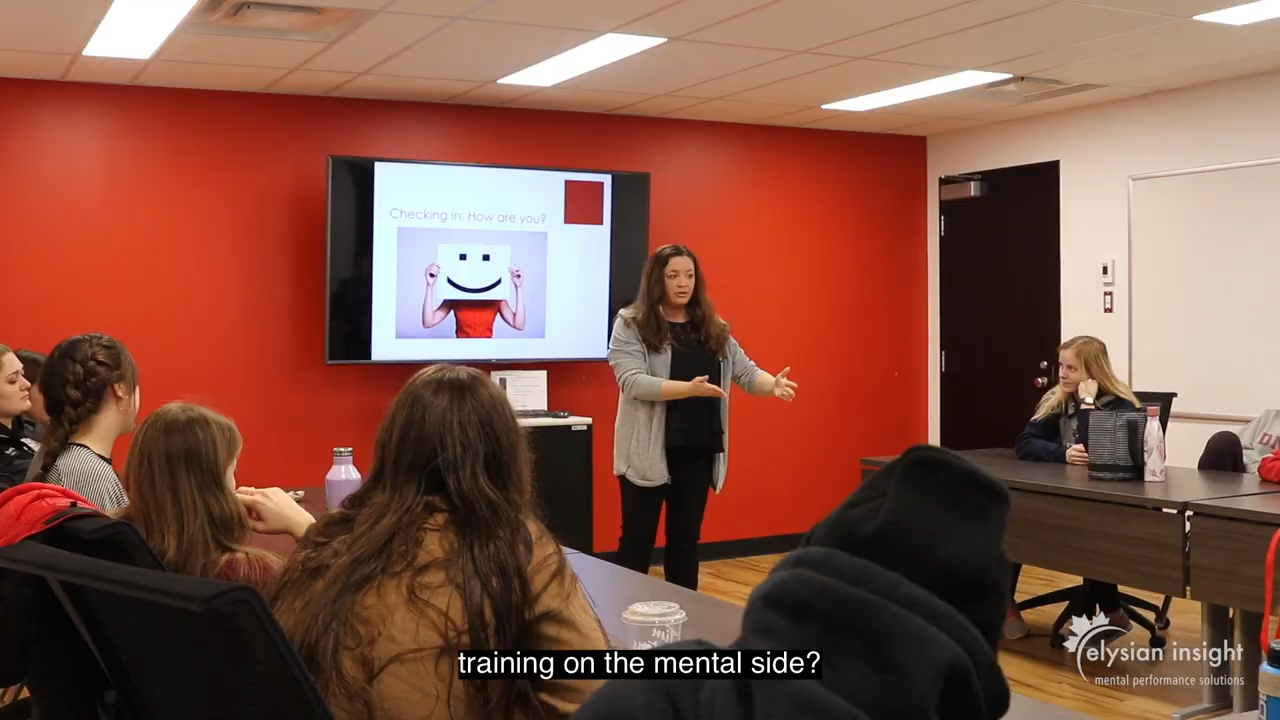 Checking in: How are you?
training on the mental side?
elysian insight
mental performance solutions